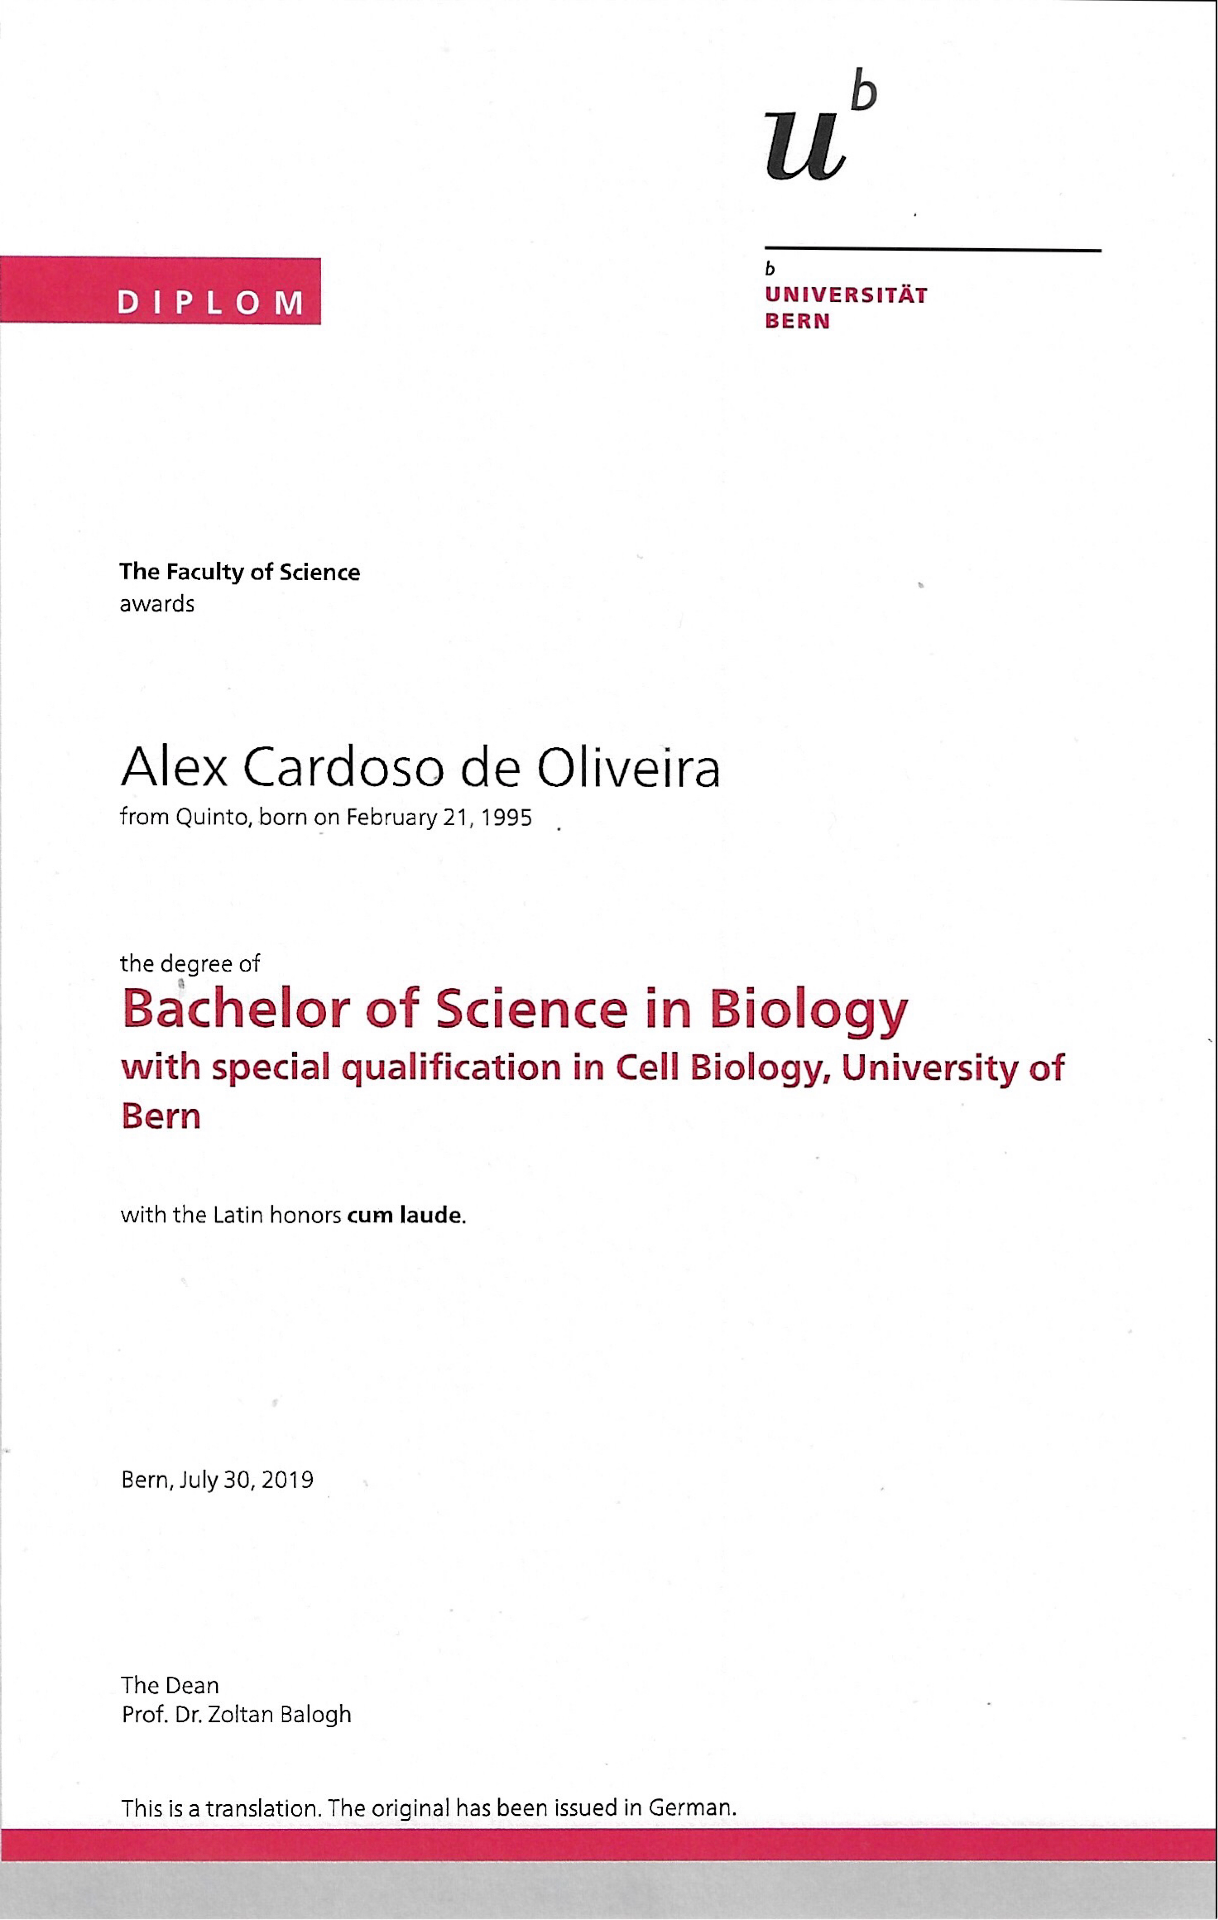 u b
DIPLOM
b
UNIVERSITÄT
BERN
The Faculty of Science
awards
Alex Cardoso de Oliveira
from Quinto, born on February 21, 1995
the degree of
Bachelor of Science in Biology
with special qualification in Cell Biology, University of
Bern
with the Latin honors cum laude.
Bern, July 30, 2019
The Dean
Prof. Dr. Zoltan Balogh
This is a translation. The original has been issued in German.